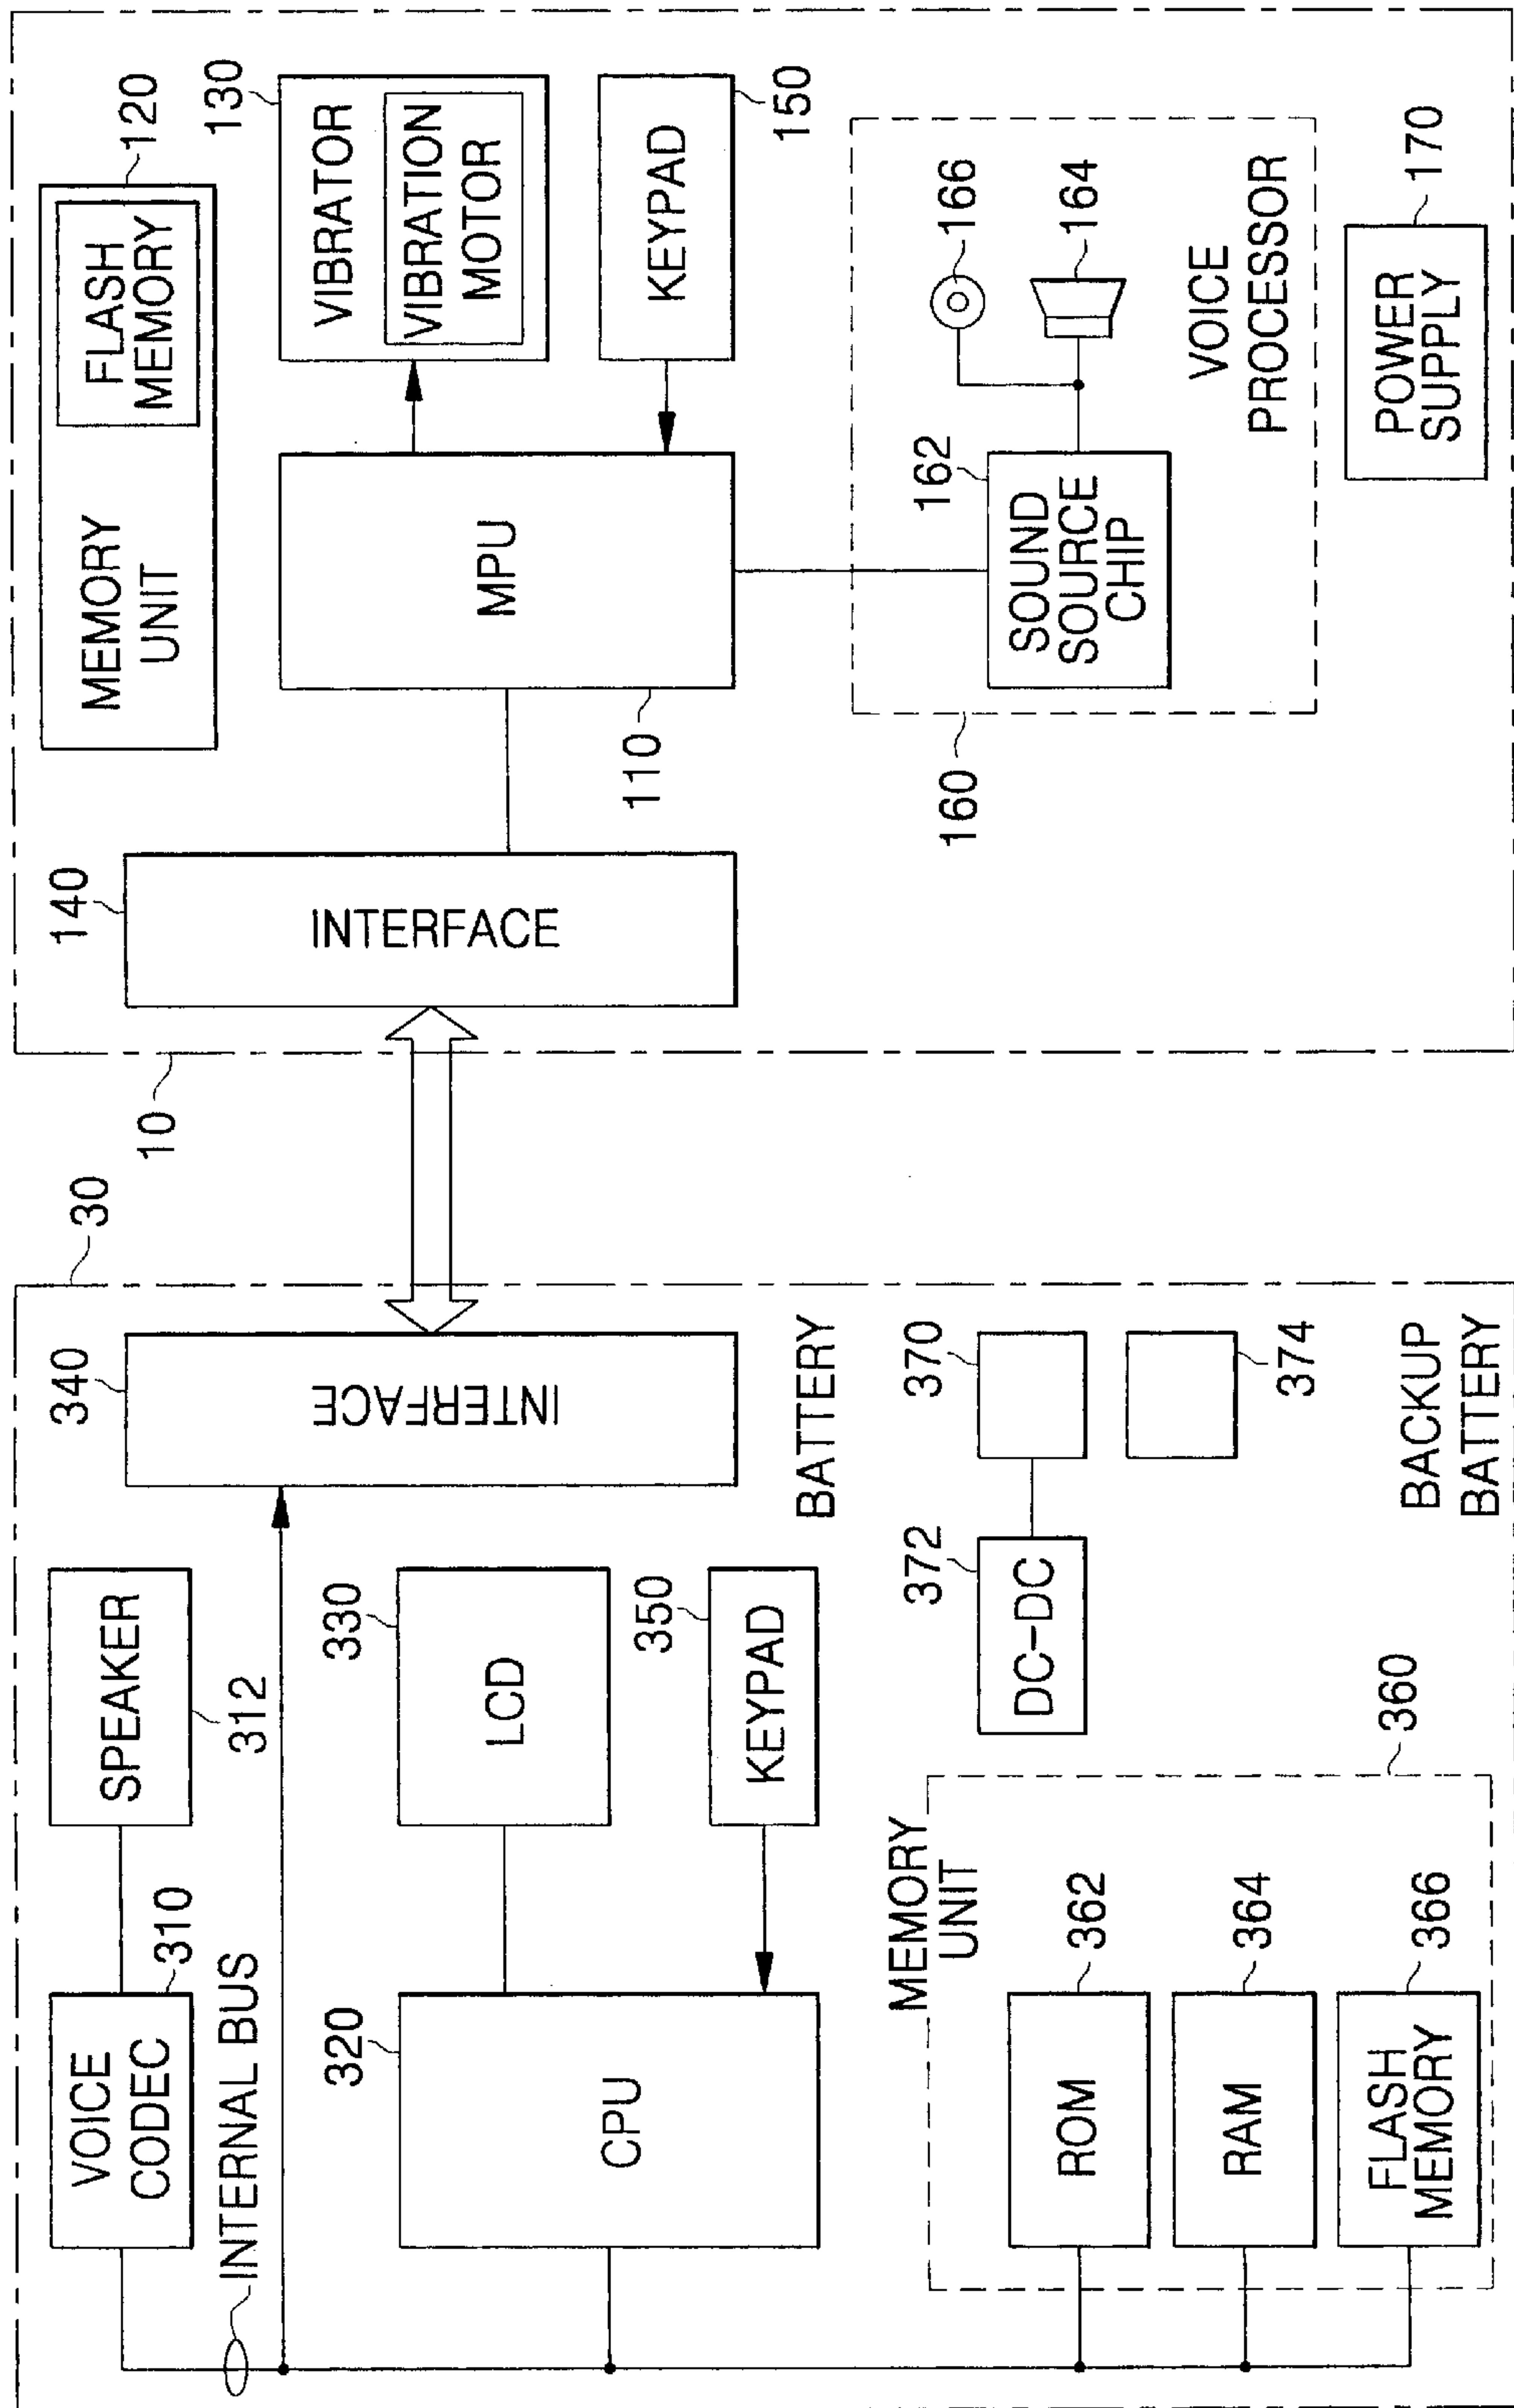 30
VOICE
CODEC
310
SPEAKER
312
INTERNAL BUS
340
INTERFACE
320
CPU
330
LCD
350
KEYPAD
BATTERY
MEMORY
UNIT
360
ROM
362
RAM
364
FLASH
MEMORY
366
372
DC-DC
370
374
BACKUP
BATTERY
10
140
INTERFACE
MEMORY
UNIT
FLASH
MEMORY
120
110
MPU
130
VIBRATOR
VIBRATION
MOTOR
KEYPAD
150
160
162
SOUND
SOURCE
CHIP
166
164
VOICE
PROCESSOR
POWER
SUPPLY
170